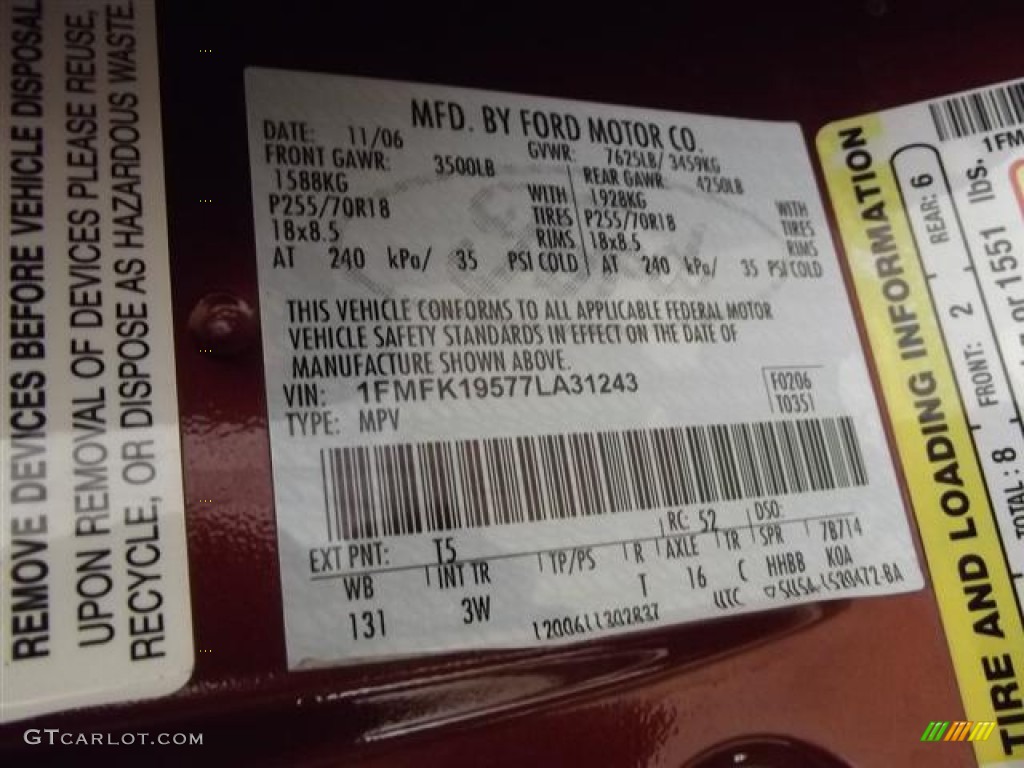 REMOVE DEVICES BEFORE VEHICLE DISPOSAL
UPON REMOVAL OF DEVICES PLEASE REUSE,
RECYCLE, OR DISPOSE AS HAZARDOUS WASTE.
MFD. BY FORD MOTOR CO.
DATE: 11/06 GVWR: 7625LB/ 3459KG
FRONT GAWR: 3500LB REAR GAWR: 4250LB
1588KG WITH 1928KG WITH
P255/70R18 TIRES P255/70R18 TIRES
18x8.5 RIMS 18x8.5 RIMS
AT 240 kPa/ 35 PSI COLD AT 240 kPa/ 35 PSI COLD
THIS VEHICLE CONFORMS TO ALL APPLICABLE FEDERAL MOTOR
VEHICLE SAFETY STANDARDS IN EFFECT ON THE DATE OF
MANUFACTURE SHOWN ABOVE.
VIN: 1FMFK19577LA31243 F0206
TYPE: MPV T0351
EXT PNT: T5 RC: 52 DSO:
WB INT TR TP/PS R AXLE TR SPR 7B714
131 3W T 16 C HHBB KOA
UTC
TIRE AND LOADING INFORMATION
1FM
REAR: 6
FRONT: 2
TOTAL: 8
or 1551 lbs.
GTCARLOT.COM